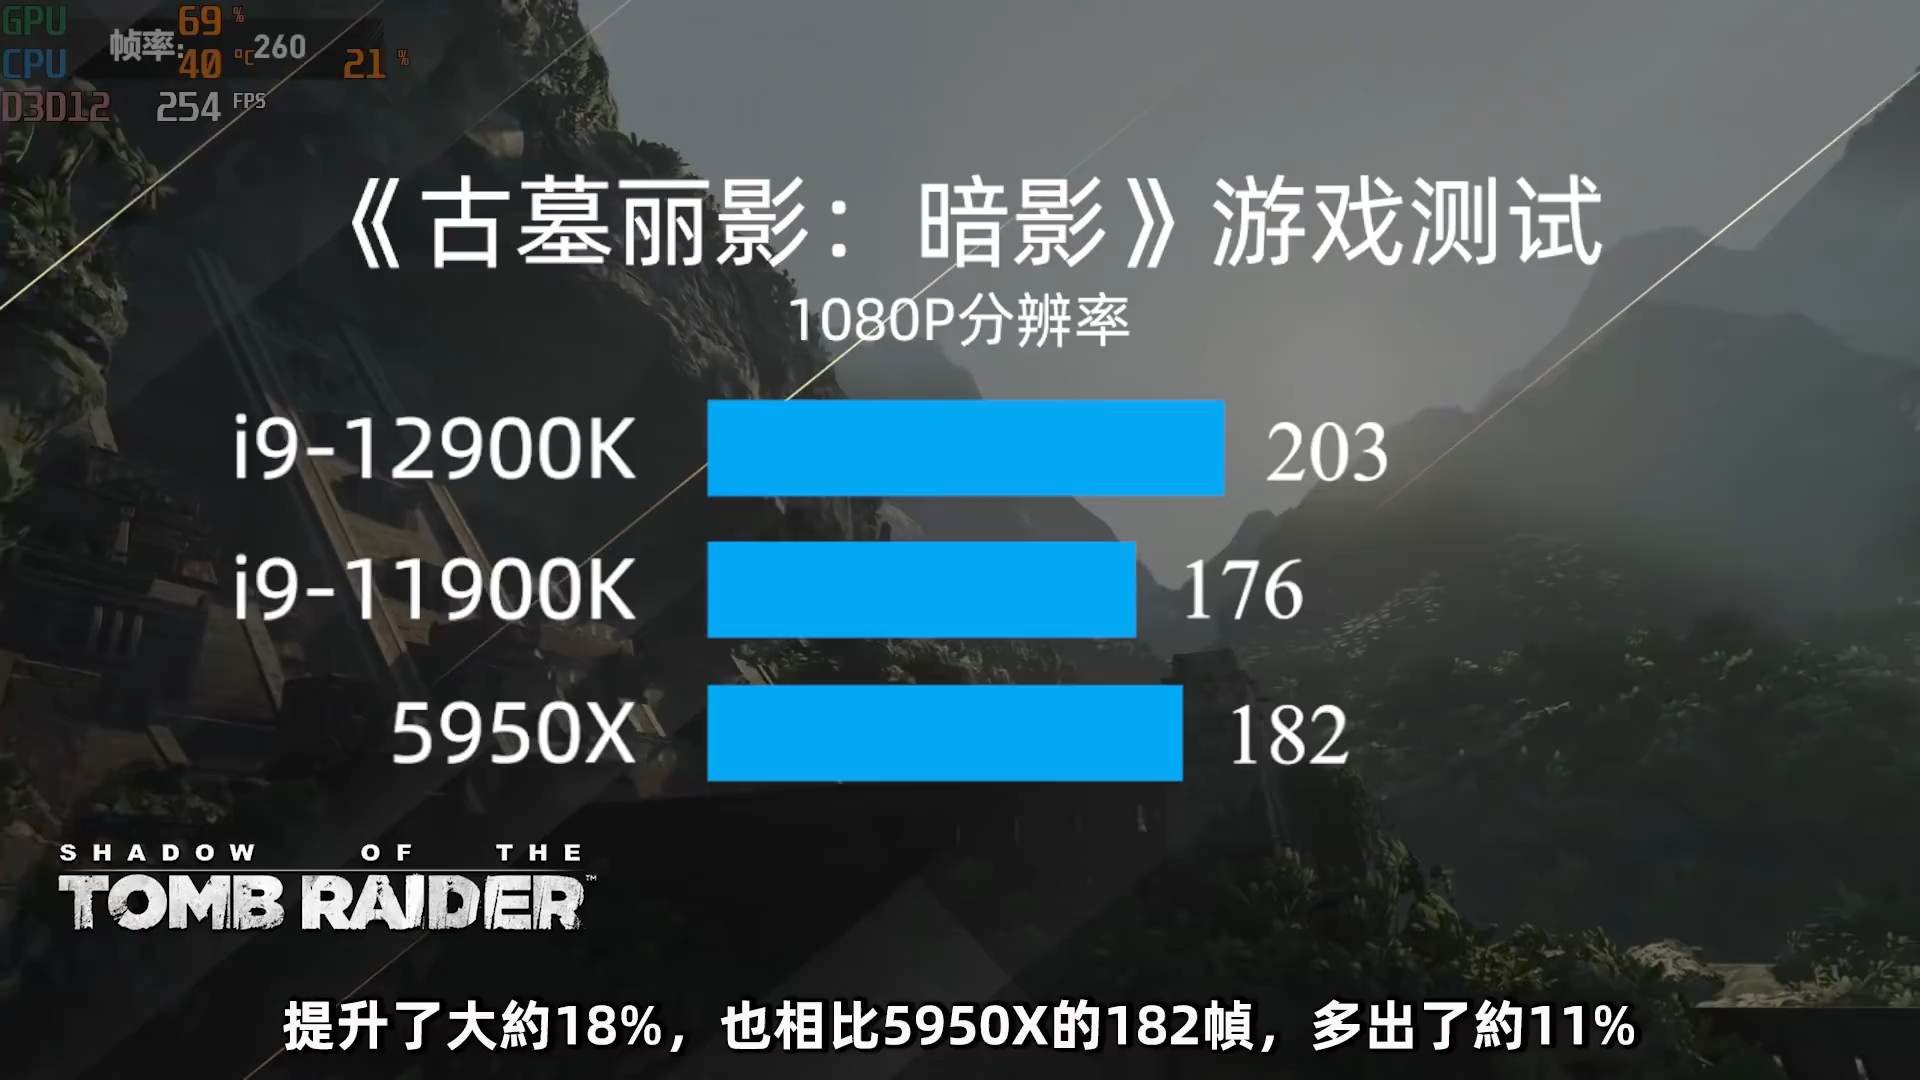 GPU 69 %
帧率: 260
CPU 40 °C 21 %
D3D12 254 FPS
《古墓丽影：暗影》游戏测试
1080P分辨率
i9-12900K 203
i9-11900K 176
5950X 182
SHADOW OF THE
TOMB RAIDER™
提升了大約18%，也相比5950X的182幀，多出了約11%